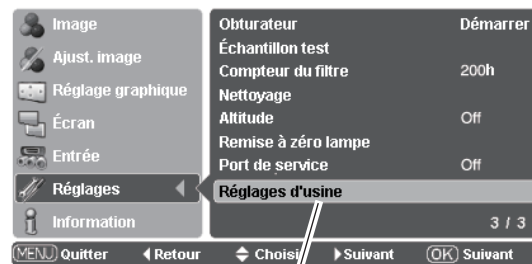 Image
Ajust. image
Réglage graphique
Écran
Entrée
Réglages
Information
Obturateur Démarrer
Échantillon test
Compteur du filtre 200h
Nettoyage
Altitude Off
Remise à zéro lampe
Port de service Off
Réglages d'usine
3 / 3
MENU Quitter Retour Choisir Suivant OK Suivant